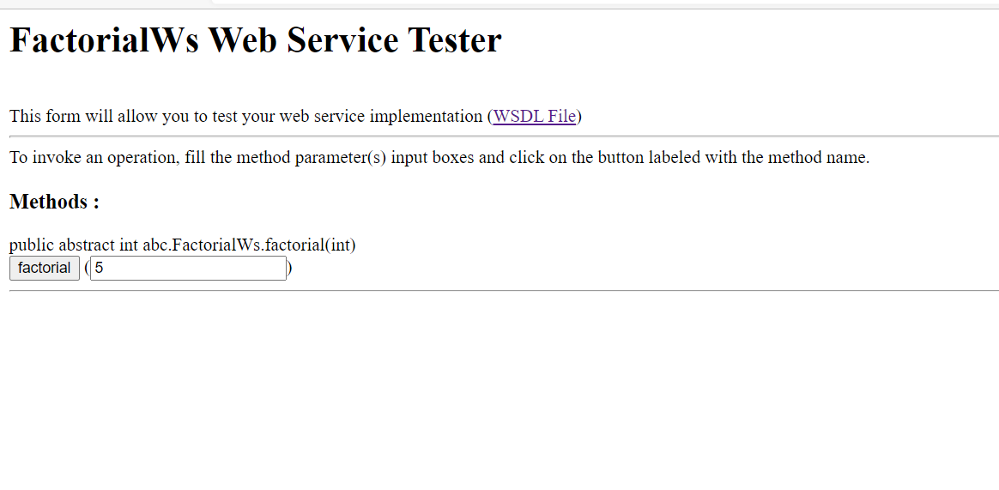 FactorialWs Web Service Tester
This form will allow you to test your web service implementation (WSDL File)
To invoke an operation, fill the method parameter(s) input boxes and click on the button labeled with the method name.
Methods :
public abstract int abc.FactorialWs.factorial(int)
factorial (5)